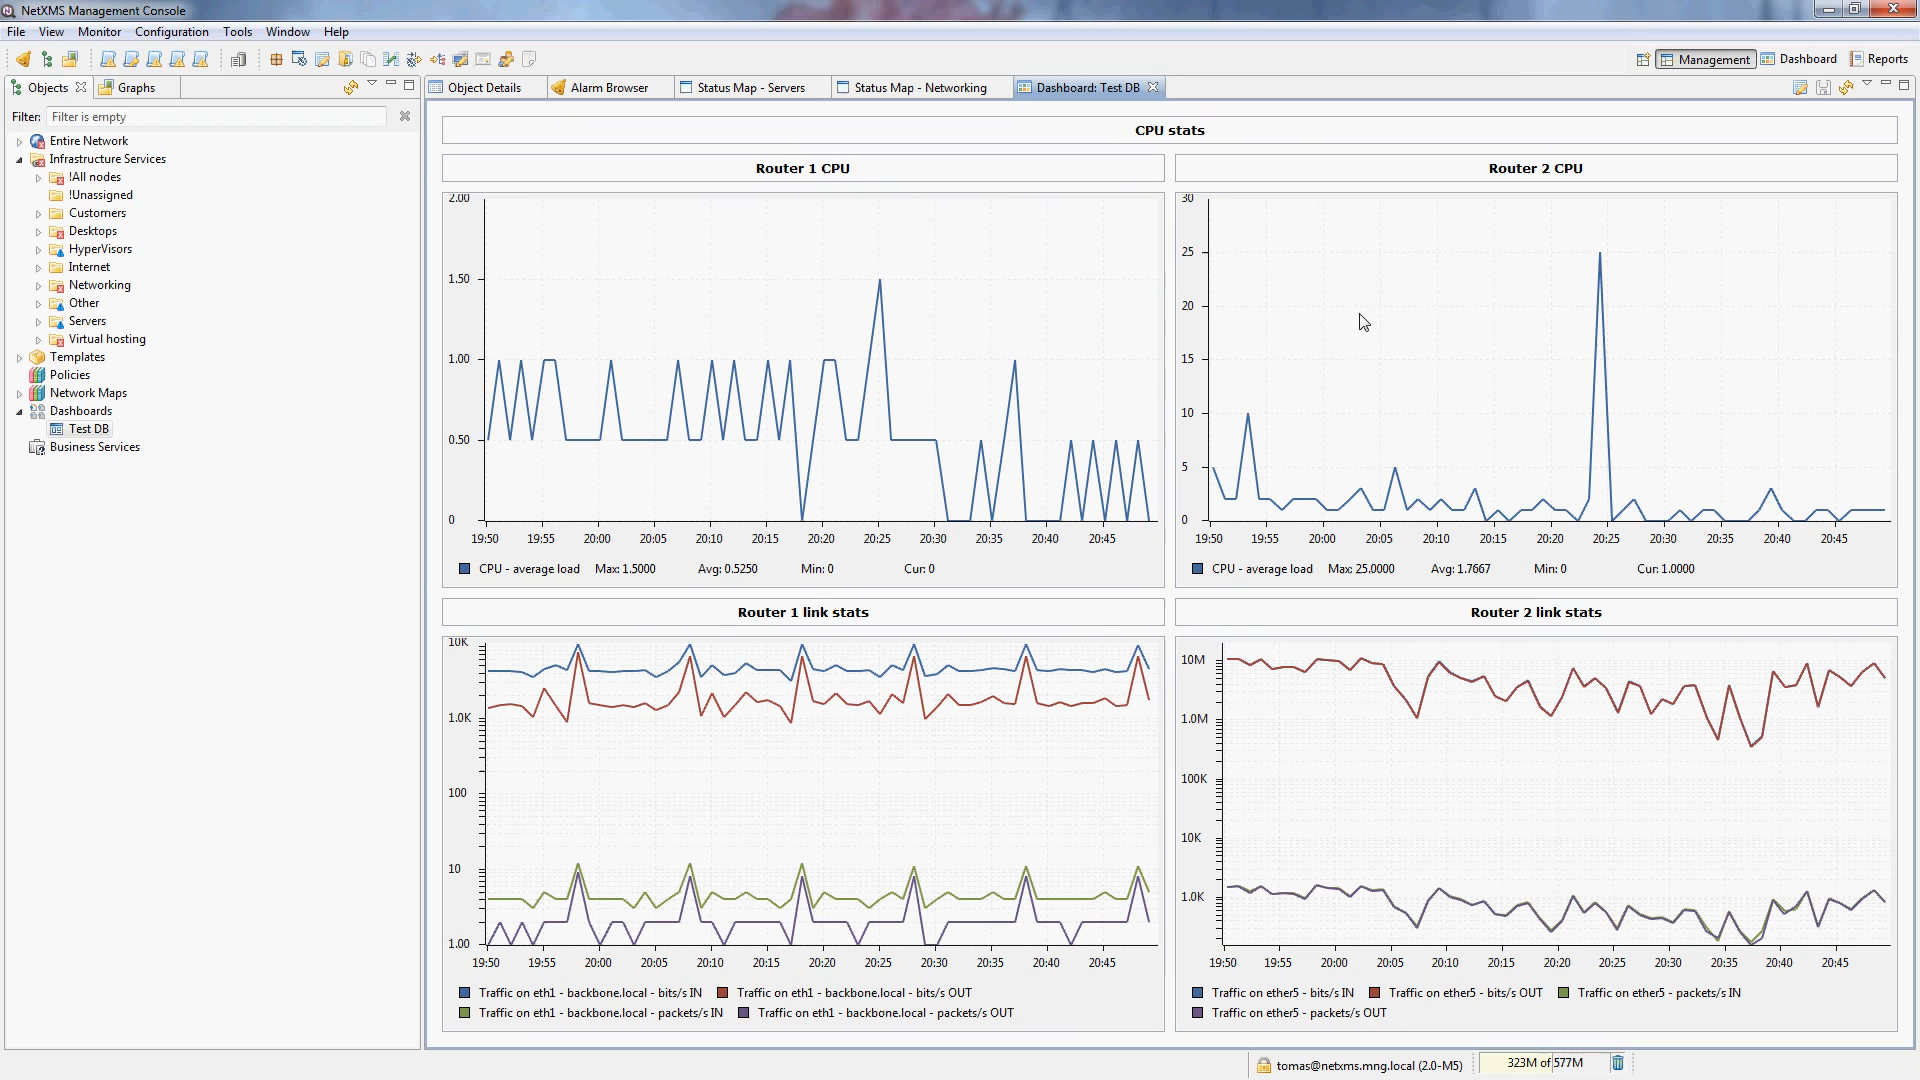 NetXMS Management Console
File View Monitor Configuration Tools Window Help
Management Dashboard Reports
Objects Graphs
Object Details Alarm Browser Status Map - Servers Status Map - Networking Dashboard: Test DB
Filter: Filter is empty
Entire Network
Infrastructure Services
!All nodes
!Unassigned
Customers
Desktops
HyperVisors
Internet
Networking
Other
Servers
Virtual hosting
Templates
Policies
Network Maps
Dashboards
Test DB
Business Services
CPU stats
Router 1 CPU
2.00
1.50
1.00
0.50
0
19:50 19:55 20:00 20:05 20:10 20:15 20:20 20:25 20:30 20:35 20:40 20:45
CPU - average load Max: 1.5000 Avg: 0.5250 Min: 0 Cur: 0
Router 2 CPU
30
25
20
15
10
5
0
19:50 19:55 20:00 20:05 20:10 20:15 20:20 20:25 20:30 20:35 20:40 20:45
CPU - average load Max: 25.0000 Avg: 1.7667 Min: 0 Cur: 1.0000
Router 1 link stats
10K
1.0K
100
10
1.00
19:50 19:55 20:00 20:05 20:10 20:15 20:20 20:25 20:30 20:35 20:40 20:45
Traffic on eth1 - backbone.local - bits/s IN Traffic on eth1 - backbone.local - bits/s OUT
Traffic on eth1 - backbone.local - packets/s IN Traffic on eth1 - backbone.local - packets/s OUT
Router 2 link stats
10M
1.0M
100K
10K
1.0K
19:50 19:55 20:00 20:05 20:10 20:15 20:20 20:25 20:30 20:35 20:40 20:45
Traffic on ether5 - bits/s IN Traffic on ether5 - bits/s OUT Traffic on ether5 - packets/s IN
Traffic on ether5 - packets/s OUT
tomas@netxms.mng.local (2.0-M5) 323M of 577M